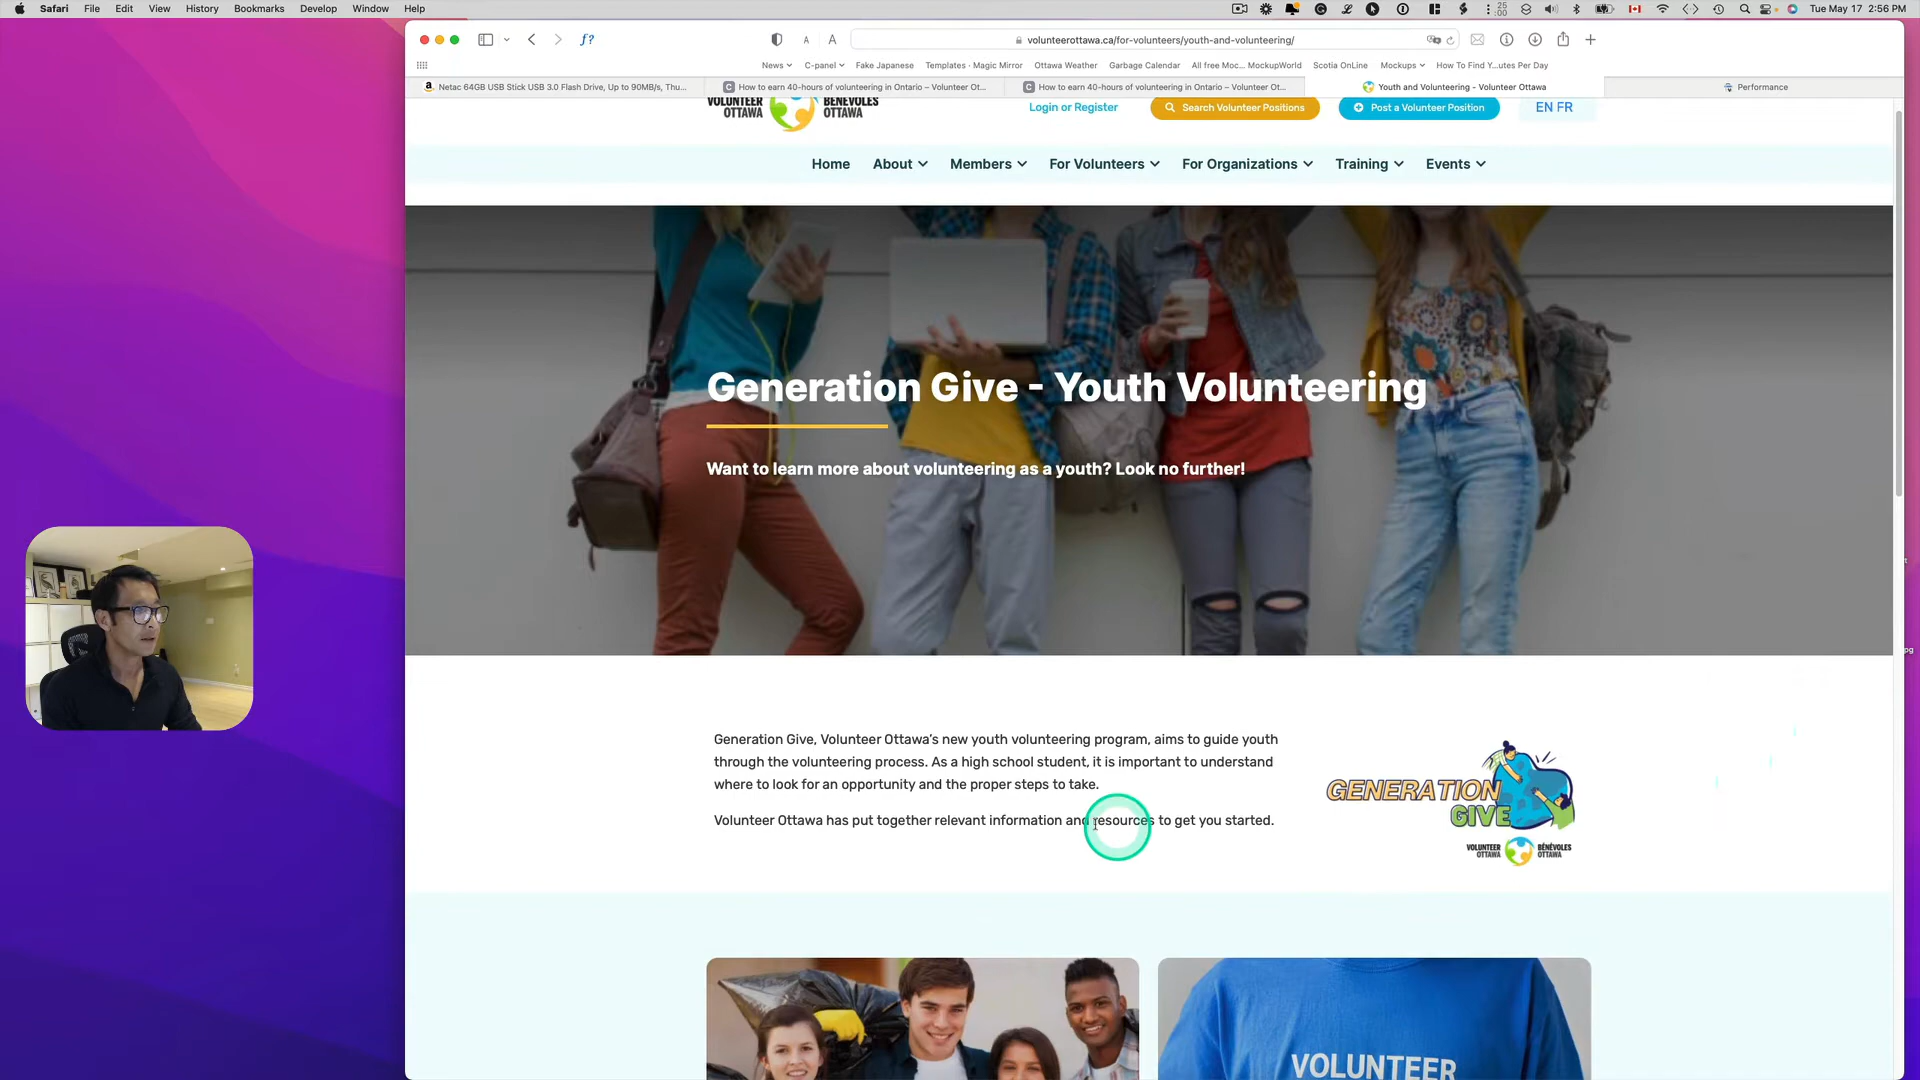 Safari File Edit View History Bookmarks Develop Window Help
25
:00
Tue May 17 2:56 PM
f?
A A
volunteerottawa.ca/for-volunteers/youth-and-volunteering/
News C-panel Fake Japanese Templates - Magic Mirror Ottawa Weather Garbage Calendar All free Moc... MockupWorld Scotia OnLine Mockups How To Find Y...utes Per Day
Netac 64GB USB Stick USB 3.0 Flash Drive, Up to 90MB/s, Thu...
How to earn 40-hours of volunteering in Ontario – Volunteer Ot...
How to earn 40-hours of volunteering in Ontario – Volunteer Ot...
Youth and Volunteering - Volunteer Ottawa
Performance
VOLUNTEER OTTAWA
BÉNÉVOLES OTTAWA
Login or Register
Search Volunteer Positions
Post a Volunteer Position
EN FR
Home About Members For Volunteers For Organizations Training Events
Generation Give - Youth Volunteering
Want to learn more about volunteering as a youth? Look no further!
Generation Give, Volunteer Ottawa's new youth volunteering program, aims to guide youth
through the volunteering process. As a high school student, it is important to understand
where to look for an opportunity and the proper steps to take.
Volunteer Ottawa has put together relevant information and resources to get you started.
GENERATION
GIVE
VOLUNTEER OTTAWA
BÉNÉVOLES OTTAWA
VOLUNTEER
t
pg